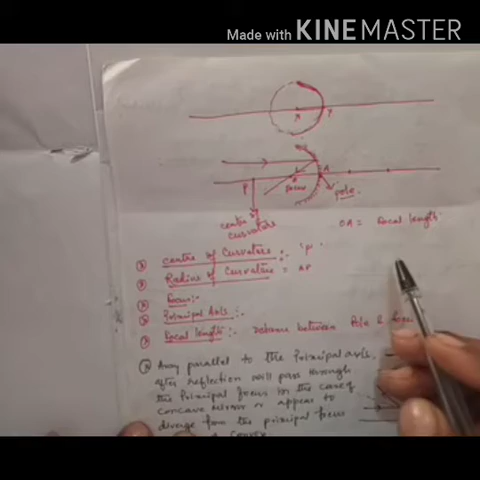 Made with KINEMASTER
P
A
P
focus
pole
centre of
curvature
OA = Focal length
Centre of Curvature:- 'P'
Radius of Curvature = AP
Focus:-
Principal Axis:-
Focal length:- Distance between Pole &
A ray parallel to the Principal axis,
after reflection will pass through
the Principal focus in the case of
concave mirror or appear to
diverge from the principal focus